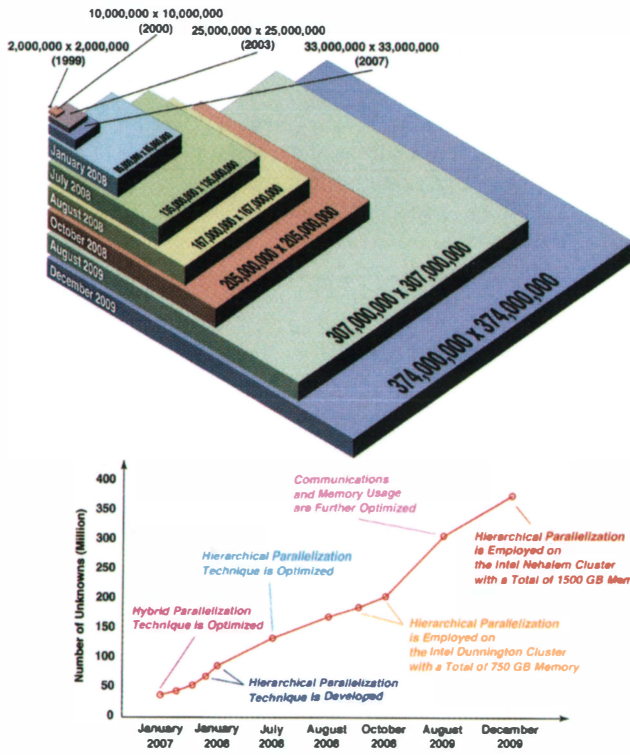 10,000,000 x 10,000,000
(2000)
25,000,000 x 25,000,000
(2003)
2,000,000 x 2,000,000
(1999)
33,000,000 x 33,000,000
(2007)
January 2008
July 2008
135,000,000 x 135,000,000
August 2008
167,000,000 x 167,000,000
October 2008
205,000,000 x 205,000,000
August 2009
307,000,000 x 307,000,000
December 2009
374,000,000 x 374,000,000
Number of Unknowns (Million)
400
350
300
250
200
150
100
50
0
Communications
and Memory Usage
are Further Optimized
Hierarchical Parallelization
is Employed on
the Intel Nehalem Cluster
with a Total of 1500 GB Mem
Hierarchical Parallelization
Technique is Optimized
Hybrid Parallelization
Technique is Optimized
Hierarchical Parallelization
is Employed on
the Intel Dunnington Cluster
with a Total of 750 GB Memory
Hierarchical Parallelization
Technique is Developed
January
2007
January
2008
July
2008
August
2008
October
2008
August
2009
December
2009